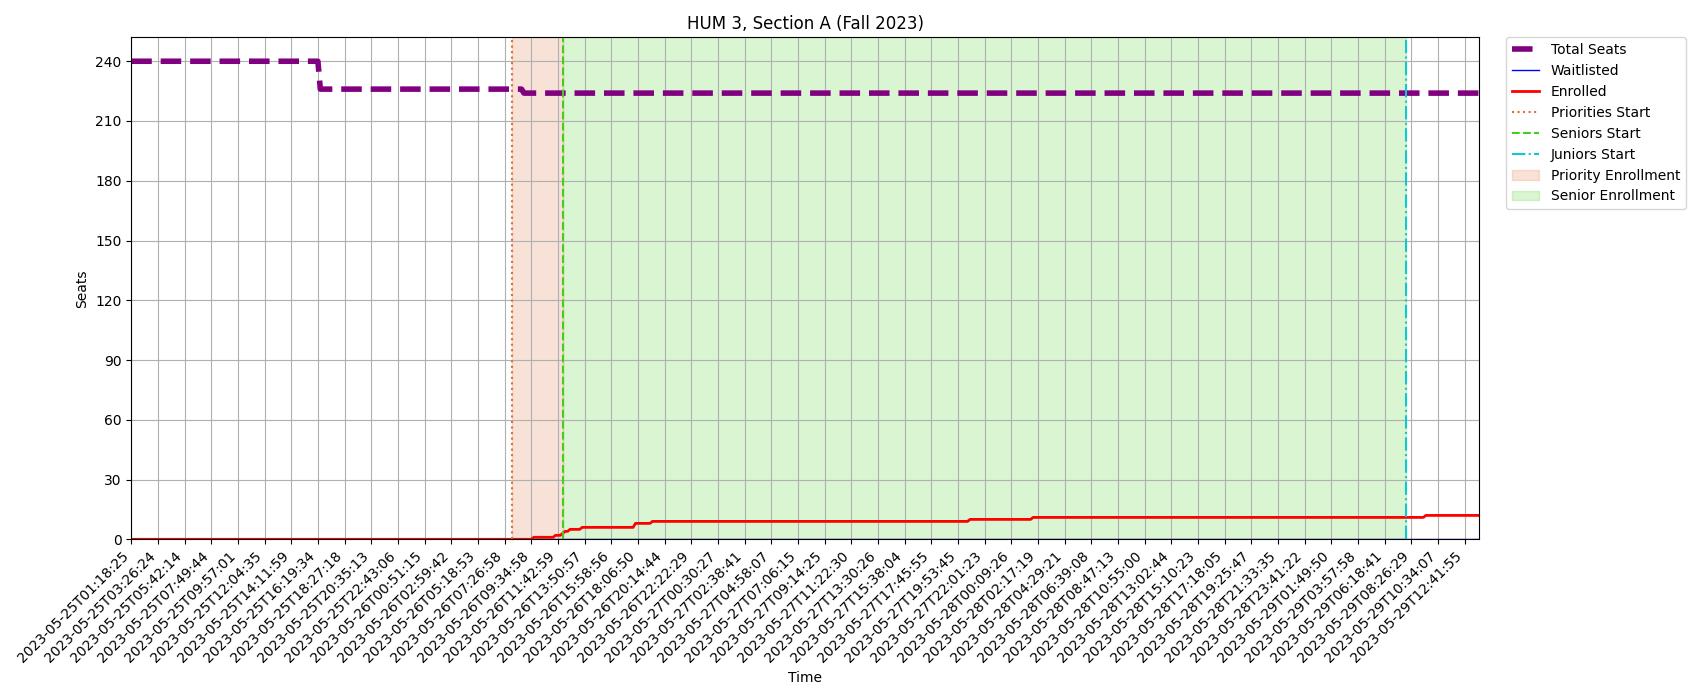 HUM 3, Section A (Fall 2023)
Total Seats
Waitlisted
Enrolled
Priorities Start
Seniors Start
Juniors Start
Priority Enrollment
Senior Enrollment
Seats
240
210
180
150
120
90
60
30
0
2023-05-25T01:18:25
2023-05-25T03:26:24
2023-05-25T05:42:14
2023-05-25T07:49:44
2023-05-25T09:57:01
2023-05-25T12:04:35
2023-05-25T14:11:59
2023-05-25T16:19:34
2023-05-25T18:27:18
2023-05-25T20:35:13
2023-05-25T22:43:06
2023-05-26T00:51:15
2023-05-26T02:59:42
2023-05-26T05:18:53
2023-05-26T07:26:58
2023-05-26T09:34:58
2023-05-26T11:42:59
2023-05-26T13:50:57
2023-05-26T15:58:56
2023-05-26T18:06:50
2023-05-26T20:14:44
2023-05-26T22:22:29
2023-05-27T00:30:27
2023-05-27T02:38:41
2023-05-27T04:58:07
2023-05-27T07:06:15
2023-05-27T09:14:25
2023-05-27T11:22:30
2023-05-27T13:30:26
2023-05-27T15:38:04
2023-05-27T17:45:55
2023-05-27T19:53:45
2023-05-27T22:01:23
2023-05-28T00:09:26
2023-05-28T02:17:19
2023-05-28T04:29:21
2023-05-28T06:39:08
2023-05-28T08:47:13
2023-05-28T10:55:00
2023-05-28T13:02:44
2023-05-28T15:10:23
2023-05-28T17:18:05
2023-05-28T19:25:47
2023-05-28T21:33:35
2023-05-28T23:41:22
2023-05-29T01:49:50
2023-05-29T03:57:58
2023-05-29T06:18:41
2023-05-29T08:26:29
2023-05-29T10:34:07
2023-05-29T12:41:55
Time